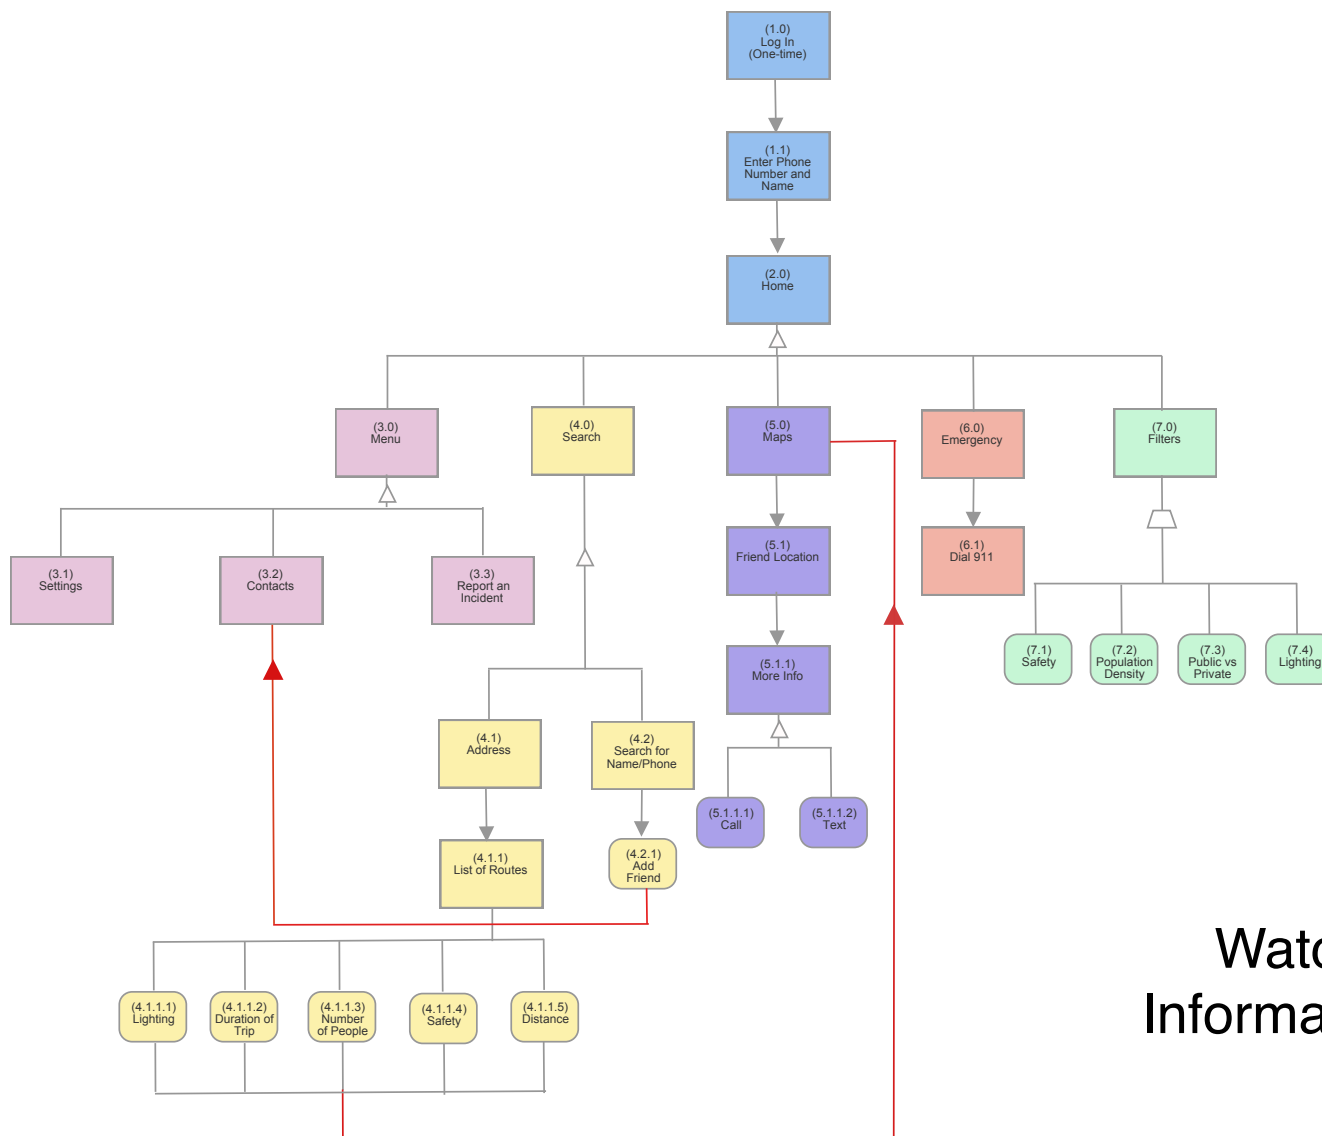 (1.0)
Log In
(One-time)
(1.1)
Enter Phone
Number and
Name
(2.0)
Home
(3.0)
Menu
(4.0)
Search
(5.0)
Maps
(6.0)
Emergency
(7.0)
Filters
(3.1)
Settings
(3.2)
Contacts
(3.3)
Report an
Incident
(5.1)
Friend Location
(6.1)
Dial 911
(7.1)
Safety
(7.2)
Population
Density
(7.3)
Public vs
Private
(7.4)
Lighting
(5.1.1)
More Info
(4.1)
Address
(4.2)
Search for
Name/Phone
(5.1.1.1)
Call
(5.1.1.2)
Text
(4.1.1)
List of Routes
(4.2.1)
Add
Friend
(4.1.1.1)
Lighting
(4.1.1.2)
Duration of
Trip
(4.1.1.3)
Number
of People
(4.1.1.4)
Safety
(4.1.1.5)
Distance